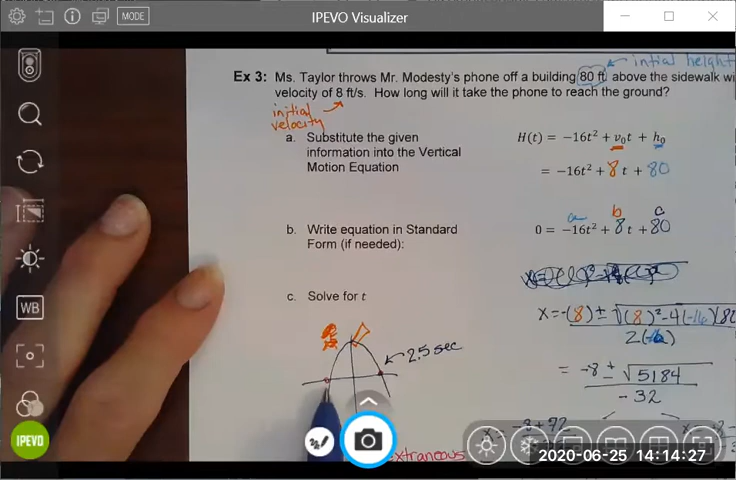 IPEVO Visualizer
MODE
intial height
Ex 3: Ms. Taylor throws Mr. Modesty's phone off a building 80 ft above the sidewalk wi
velocity of 8 ft/s. How long will it take the phone to reach the ground?
initial
velocity
a. Substitute the given
information into the Vertical
Motion Equation
H(t) = −16t² + v₀t + h₀
= −16t² + 8t + 80
a b c
b. Write equation in Standard
Form (if needed):
0 = −16t² + 8t + 80
c. Solve for t
x = -(8) ± √(8)² - 4(-16)(80
2(-16)
2.5 sec
= -8 ± √5184
-32
WB
IPEVO
extraneous
2020-06-25 14:14:27